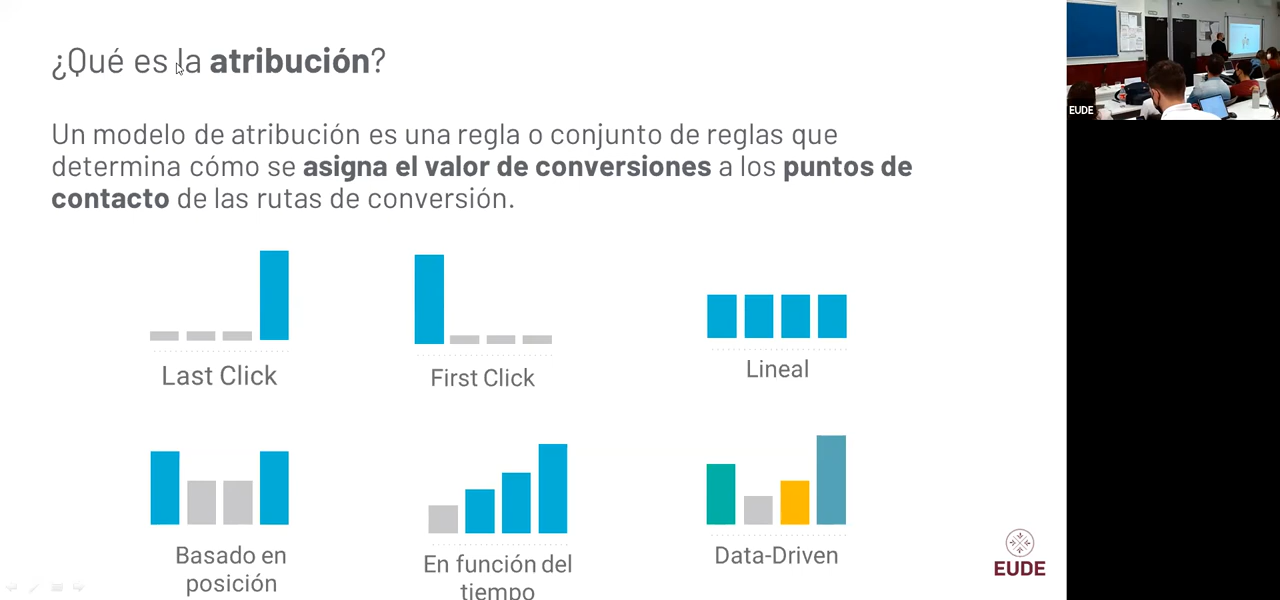 ¿Qué es la atribución?
Un modelo de atribución es una regla o conjunto de reglas que
determina cómo se asigna el valor de conversiones a los puntos de
contacto de las rutas de conversión.
Last Click
First Click
Lineal
Basado en
posición
En función del
tiempo
Data-Driven
EUDE
EUDE